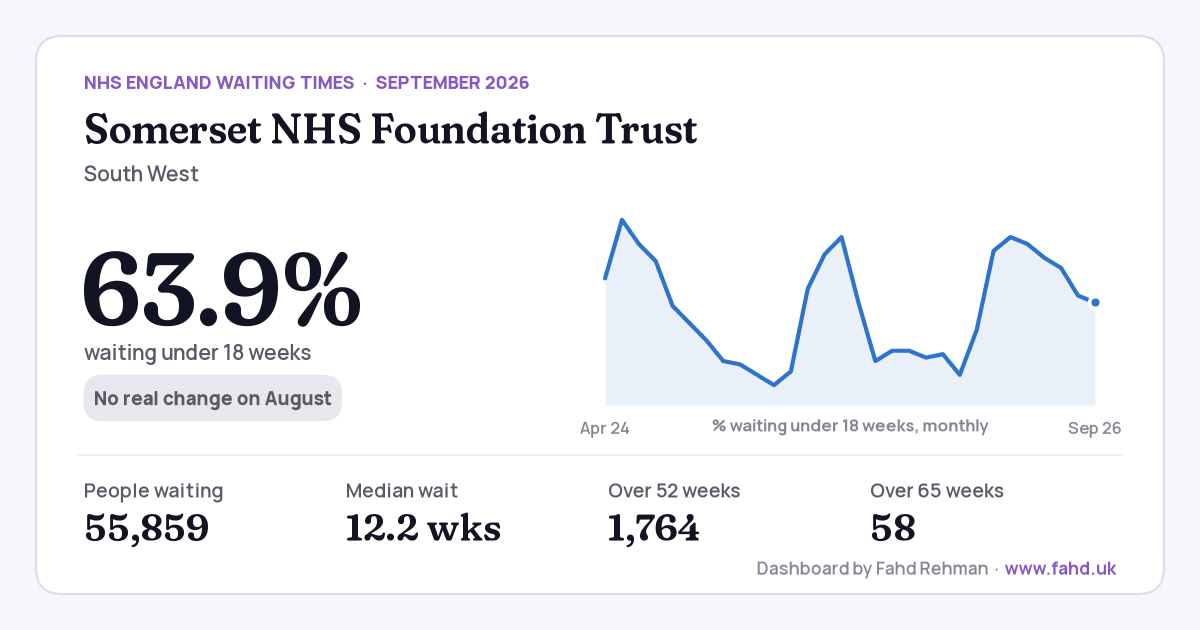 NHS ENGLAND WAITING TIMES · SEPTEMBER 2026
Somerset NHS Foundation Trust
South West
63.9%
waiting under 18 weeks
No real change on August
Apr 24
% waiting under 18 weeks, monthly
Sep 26
People waiting
55,859
Median wait
12.2 wks
Over 52 weeks
1,764
Over 65 weeks
58
Dashboard by Fahd Rehman · www.fahd.uk